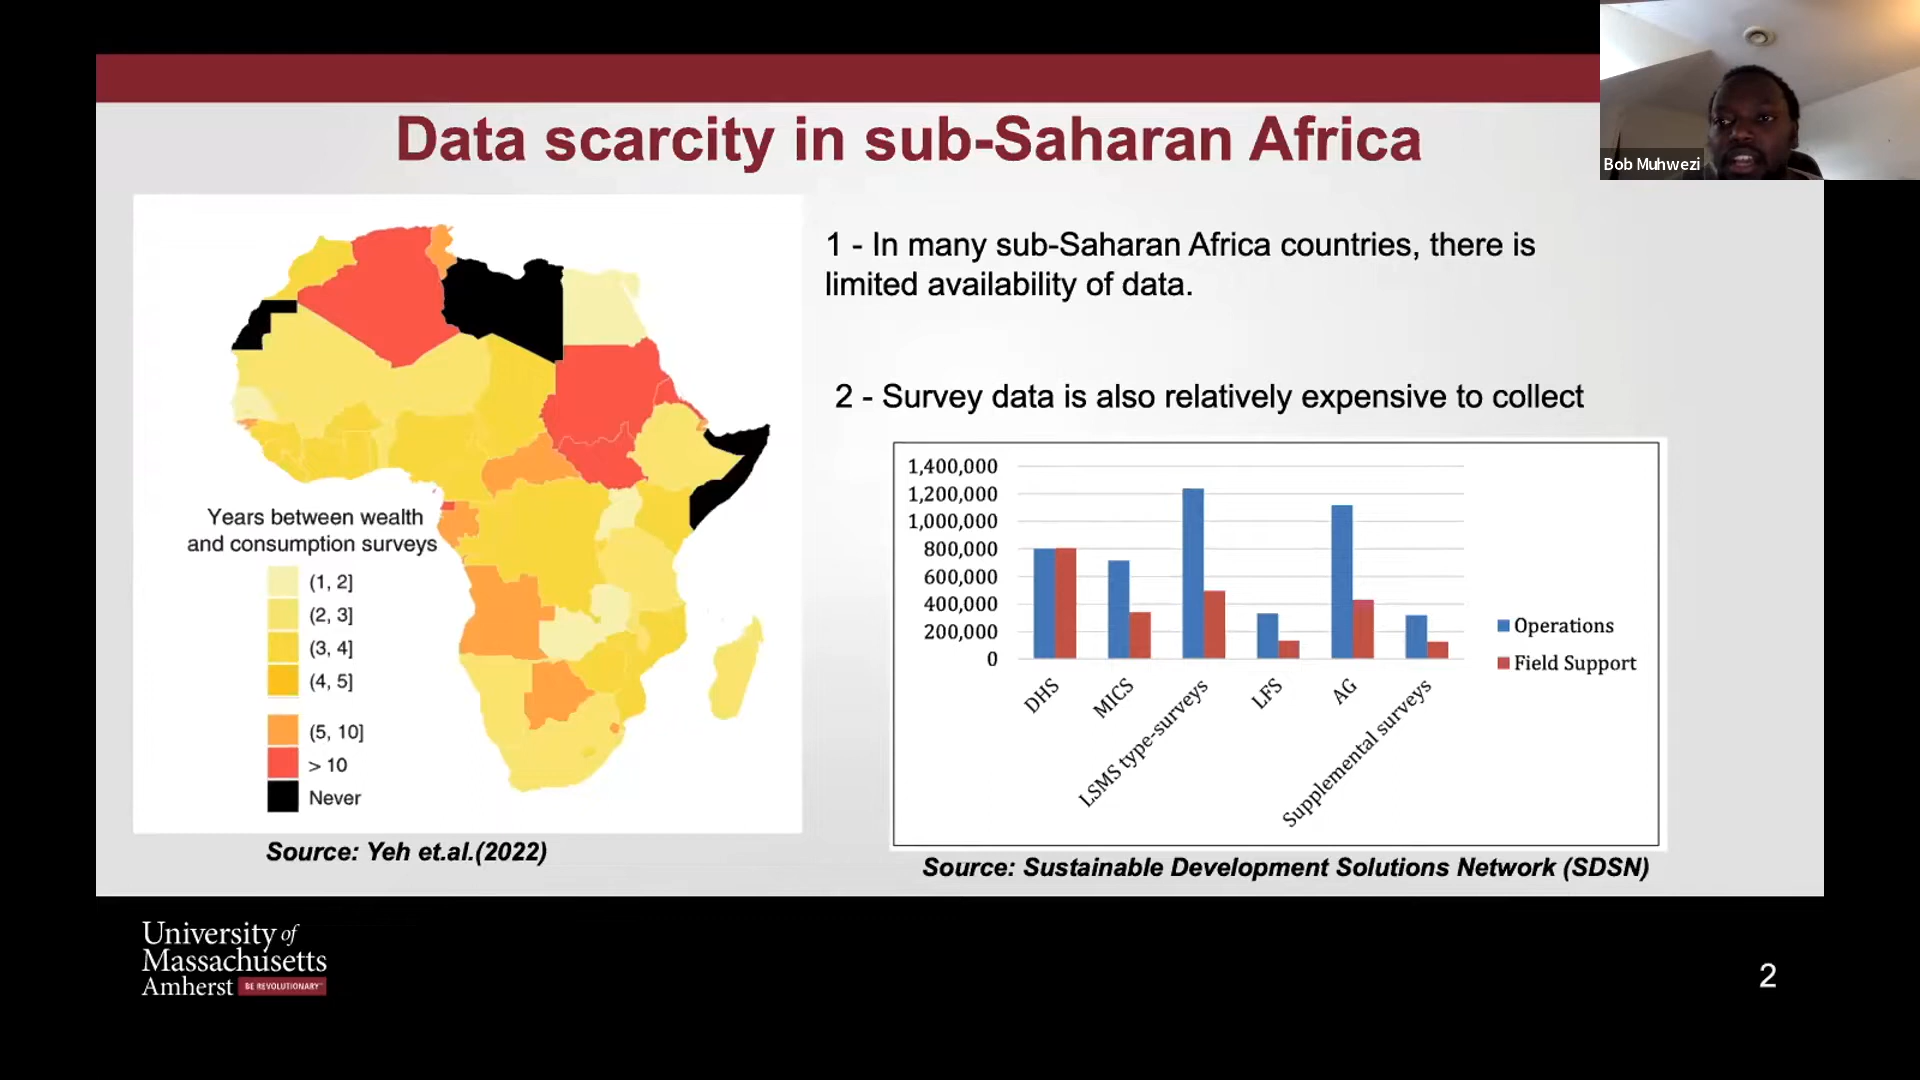 Data scarcity in sub-Saharan Africa
Bob Muhwezi
1 - In many sub-Saharan Africa countries, there is
limited availability of data.
2 - Survey data is also relatively expensive to collect
Years between wealth
and consumption surveys
(1, 2]
(2, 3]
(3, 4]
(4, 5]
(5, 10]
> 10
Never
Source: Yeh et.al.(2022)
1,400,000
1,200,000
1,000,000
800,000
600,000
400,000
200,000
0
DHS
MICS
LSMS type-surveys
LFS
AG
Supplemental surveys
Operations
Field Support
Source: Sustainable Development Solutions Network (SDSN)
University of
Massachusetts
Amherst BE REVOLUTIONARY™
2